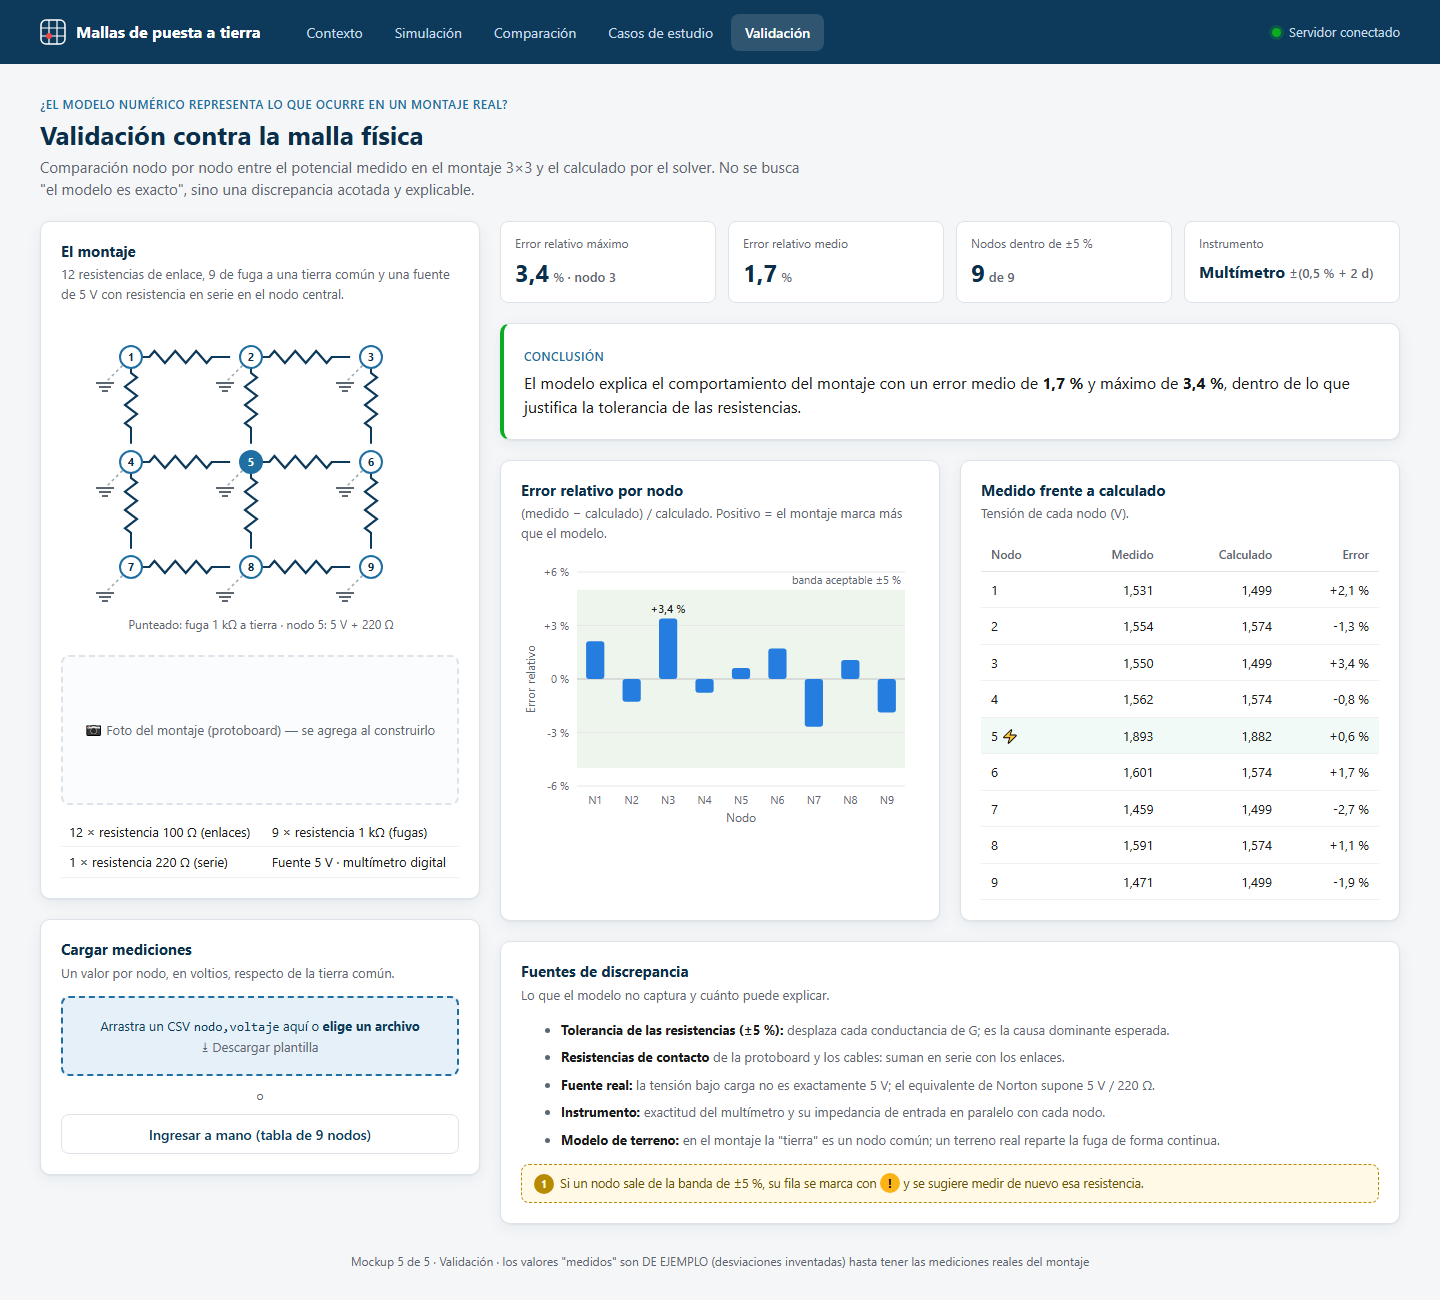 Mallas de puesta a tierra
Contexto
Simulación
Comparación
Casos de estudio
Validación
Servidor conectado
¿EL MODELO NUMÉRICO REPRESENTA LO QUE OCURRE EN UN MONTAJE REAL?
Validación contra la malla física
Comparación nodo por nodo entre el potencial medido en el montaje 3×3 y el calculado por el solver. No se busca
"el modelo es exacto", sino una discrepancia acotada y explicable.
El montaje
12 resistencias de enlace, 9 de fuga a una tierra común y una fuente
de 5 V con resistencia en serie en el nodo central.
1
2
3
4
5
6
7
8
9
Punteado: fuga 1 kΩ a tierra · nodo 5: 5 V + 220 Ω
Foto del montaje (protoboard) — se agrega al construirlo
12 × resistencia 100 Ω (enlaces)
9 × resistencia 1 kΩ (fugas)
1 × resistencia 220 Ω (serie)
Fuente 5 V · multímetro digital
Cargar mediciones
Un valor por nodo, en voltios, respecto de la tierra común.
Arrastra un CSV nodo,voltaje aquí o elige un archivo
⤓ Descargar plantilla
o
Ingresar a mano (tabla de 9 nodos)
Error relativo máximo
3,4 % · nodo 3
Error relativo medio
1,7 %
Nodos dentro de ±5 %
9 de 9
Instrumento
Multímetro ±(0,5 % + 2 d)
CONCLUSIÓN
El modelo explica el comportamiento del montaje con un error medio de 1,7 % y máximo de 3,4 %, dentro de lo que
justifica la tolerancia de las resistencias.
Error relativo por nodo
(medido − calculado) / calculado. Positivo = el montaje marca más
que el modelo.
+6 %
banda aceptable ±5 %
+3,4 %
+3 %
0 %
-3 %
-6 %
Error relativo
N1 N2 N3 N4 N5 N6 N7 N8 N9
Nodo
Medido frente a calculado
Tensión de cada nodo (V).
Nodo Medido Calculado Error
1 1,531 1,499 +2,1 %
2 1,554 1,574 -1,3 %
3 1,550 1,499 +3,4 %
4 1,562 1,574 -0,8 %
5 ⚡ 1,893 1,882 +0,6 %
6 1,601 1,574 +1,7 %
7 1,459 1,499 -2,7 %
8 1,591 1,574 +1,1 %
9 1,471 1,499 -1,9 %
Fuentes de discrepancia
Lo que el modelo no captura y cuánto puede explicar.
• Tolerancia de las resistencias (±5 %): desplaza cada conductancia de G; es la causa dominante esperada.
• Resistencias de contacto de la protoboard y los cables: suman en serie con los enlaces.
• Fuente real: la tensión bajo carga no es exactamente 5 V; el equivalente de Norton supone 5 V / 220 Ω.
• Instrumento: exactitud del multímetro y su impedancia de entrada en paralelo con cada nodo.
• Modelo de terreno: en el montaje la "tierra" es un nodo común; un terreno real reparte la fuga de forma continua.
1 Si un nodo sale de la banda de ±5 %, su fila se marca con ! y se sugiere medir de nuevo esa resistencia.
Mockup 5 de 5 · Validación · los valores "medidos" son DE EJEMPLO (desviaciones inventadas) hasta tener las mediciones reales del montaje